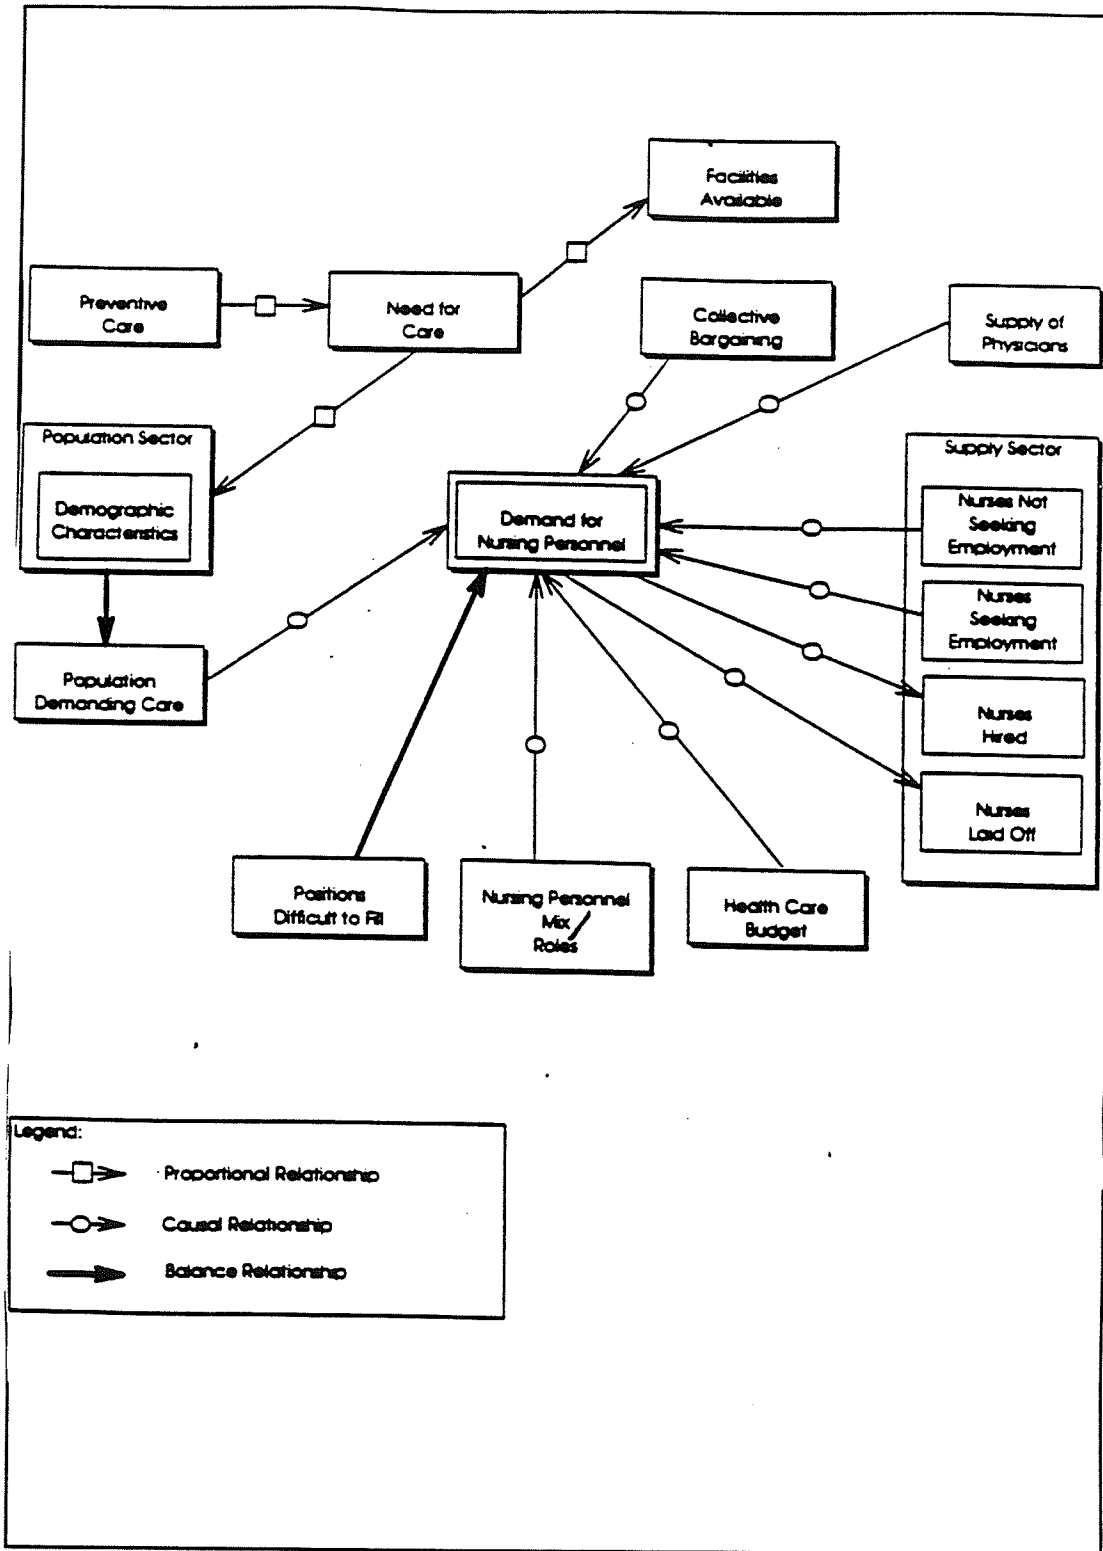 Facilities
Available
Preventive
Care
Need for
Care
Collective
Bargaining
Supply of
Physicians
Population Sector
Demographic
Characteristics
Supply Sector
Nurses Not
Seeking
Employment
Demand for
Nursing Personnel
Nurses
Seeking
Employment
Population
Demanding Care
Nurses
Hired
Nurses
Laid Off
Positions
Difficult to Fill
Nursing Personnel
Mix /
Roles
Health Care
Budget
Legend:
Proportional Relationship
Causal Relationship
Balance Relationship